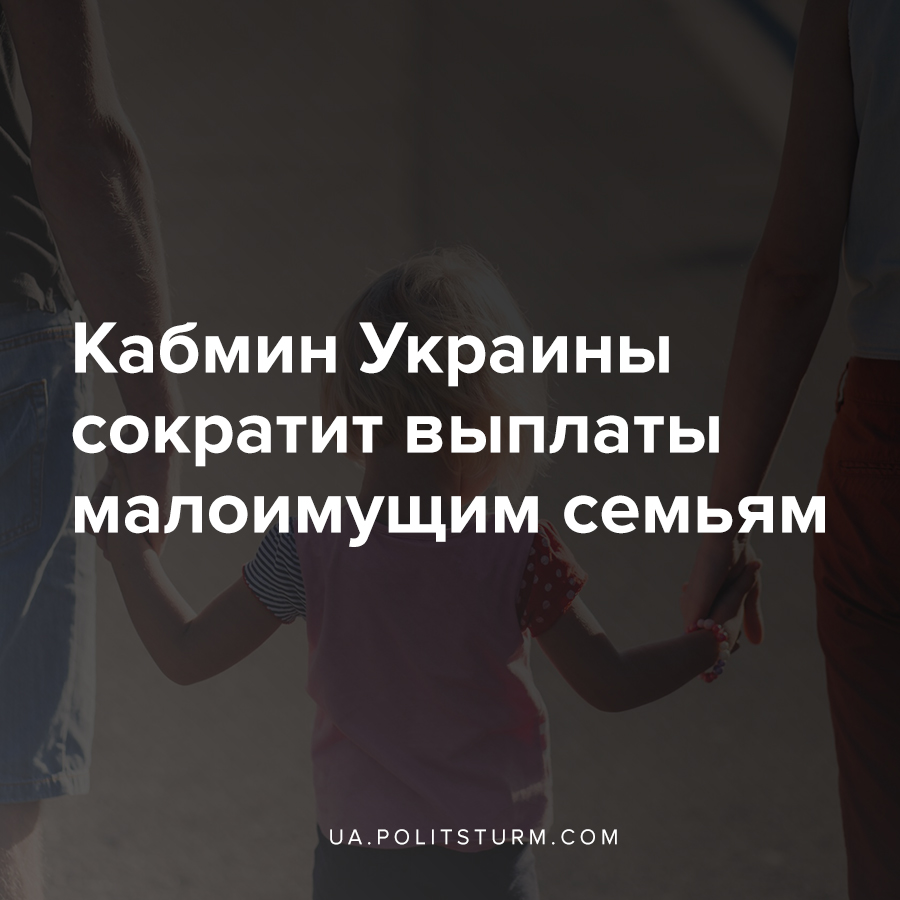 Кабмин Украины
сократит выплаты
малоимущим семьям
UA.POLITSTURM.COM